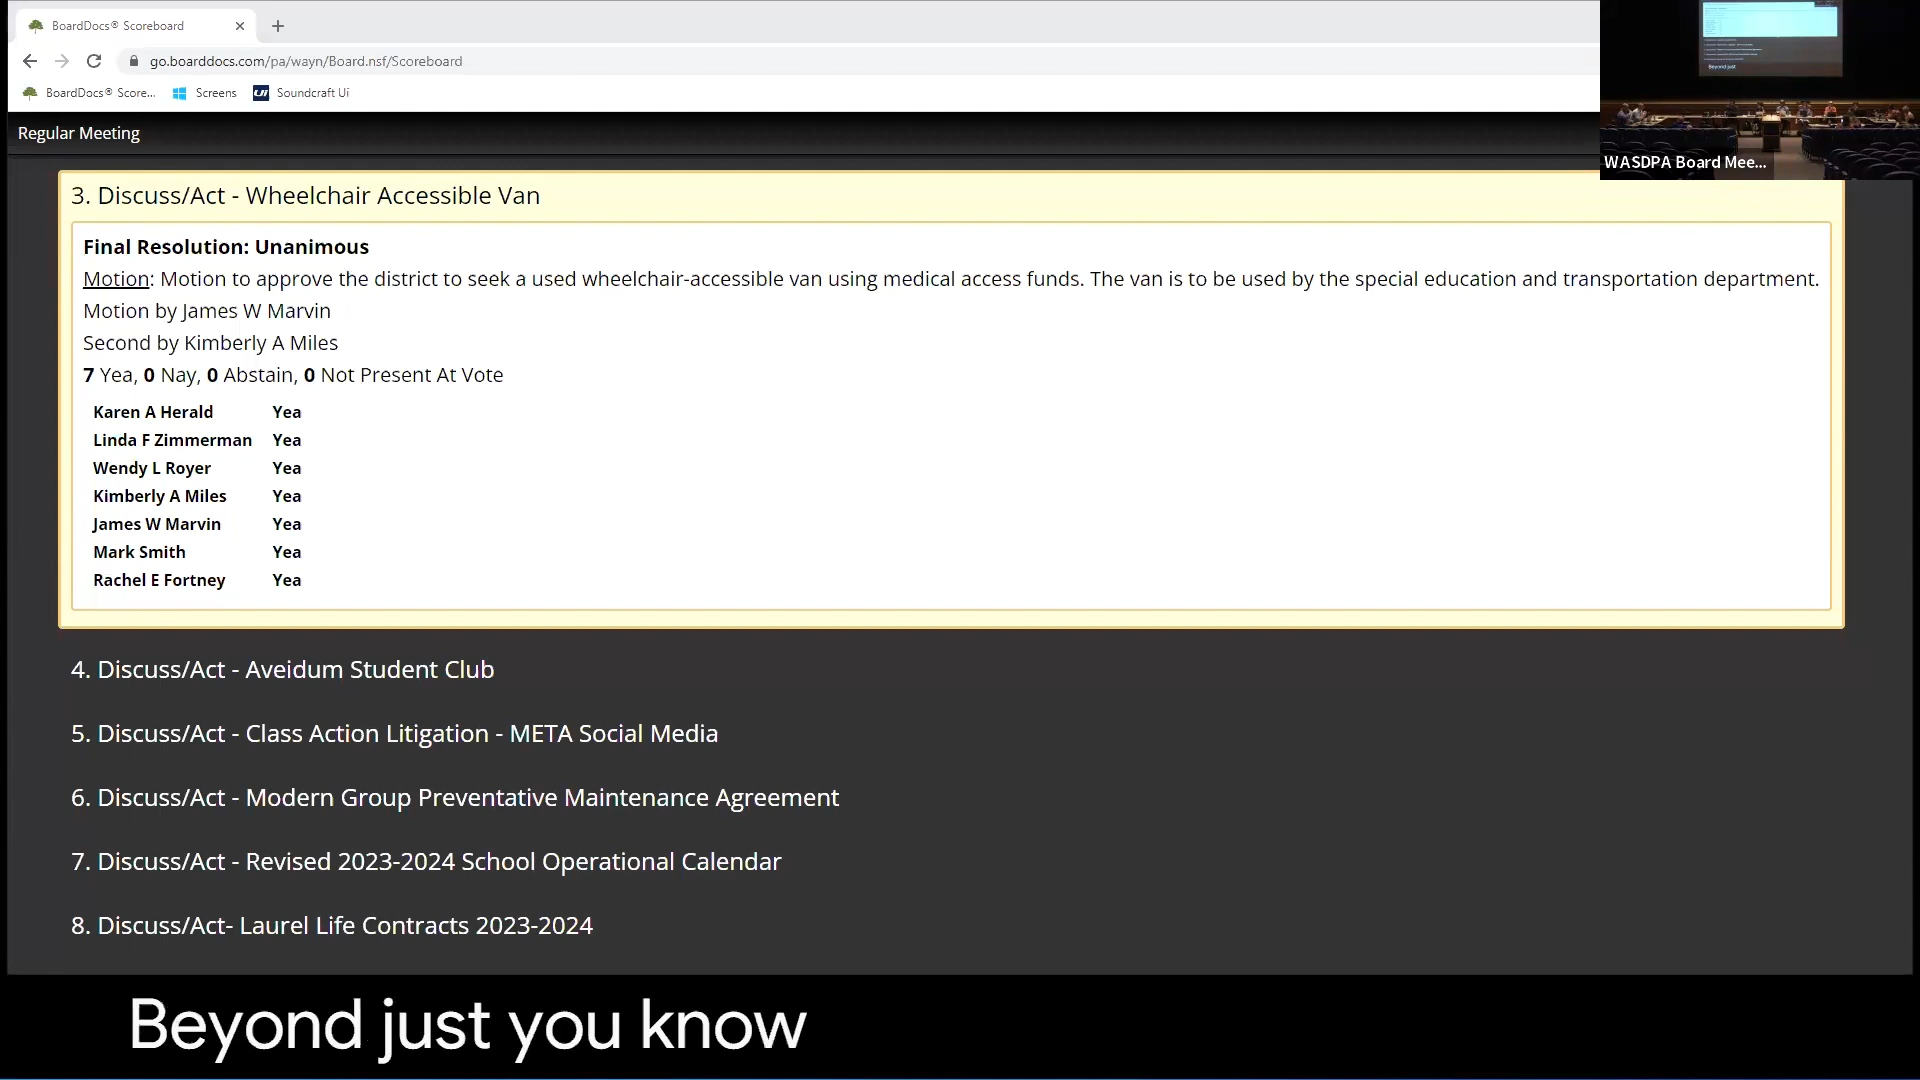 BoardDocs® Scoreboard
go.boarddocs.com/pa/wayn/Board.nsf/Scoreboard
BoardDocs® Score... Screens Soundcraft Ui
Regular Meeting
Beyond just
WASDPA Board Mee...
3. Discuss/Act - Wheelchair Accessible Van
Final Resolution: Unanimous
Motion: Motion to approve the district to seek a used wheelchair-accessible van using medical access funds. The van is to be used by the special education and transportation department.
Motion by James W Marvin
Second by Kimberly A Miles
7 Yea, 0 Nay, 0 Abstain, 0 Not Present At Vote
Karen A Herald Yea
Linda F Zimmerman Yea
Wendy L Royer Yea
Kimberly A Miles Yea
James W Marvin Yea
Mark Smith Yea
Rachel E Fortney Yea
4. Discuss/Act - Aveidum Student Club
5. Discuss/Act - Class Action Litigation - META Social Media
6. Discuss/Act - Modern Group Preventative Maintenance Agreement
7. Discuss/Act - Revised 2023-2024 School Operational Calendar
8. Discuss/Act- Laurel Life Contracts 2023-2024
Beyond just you know